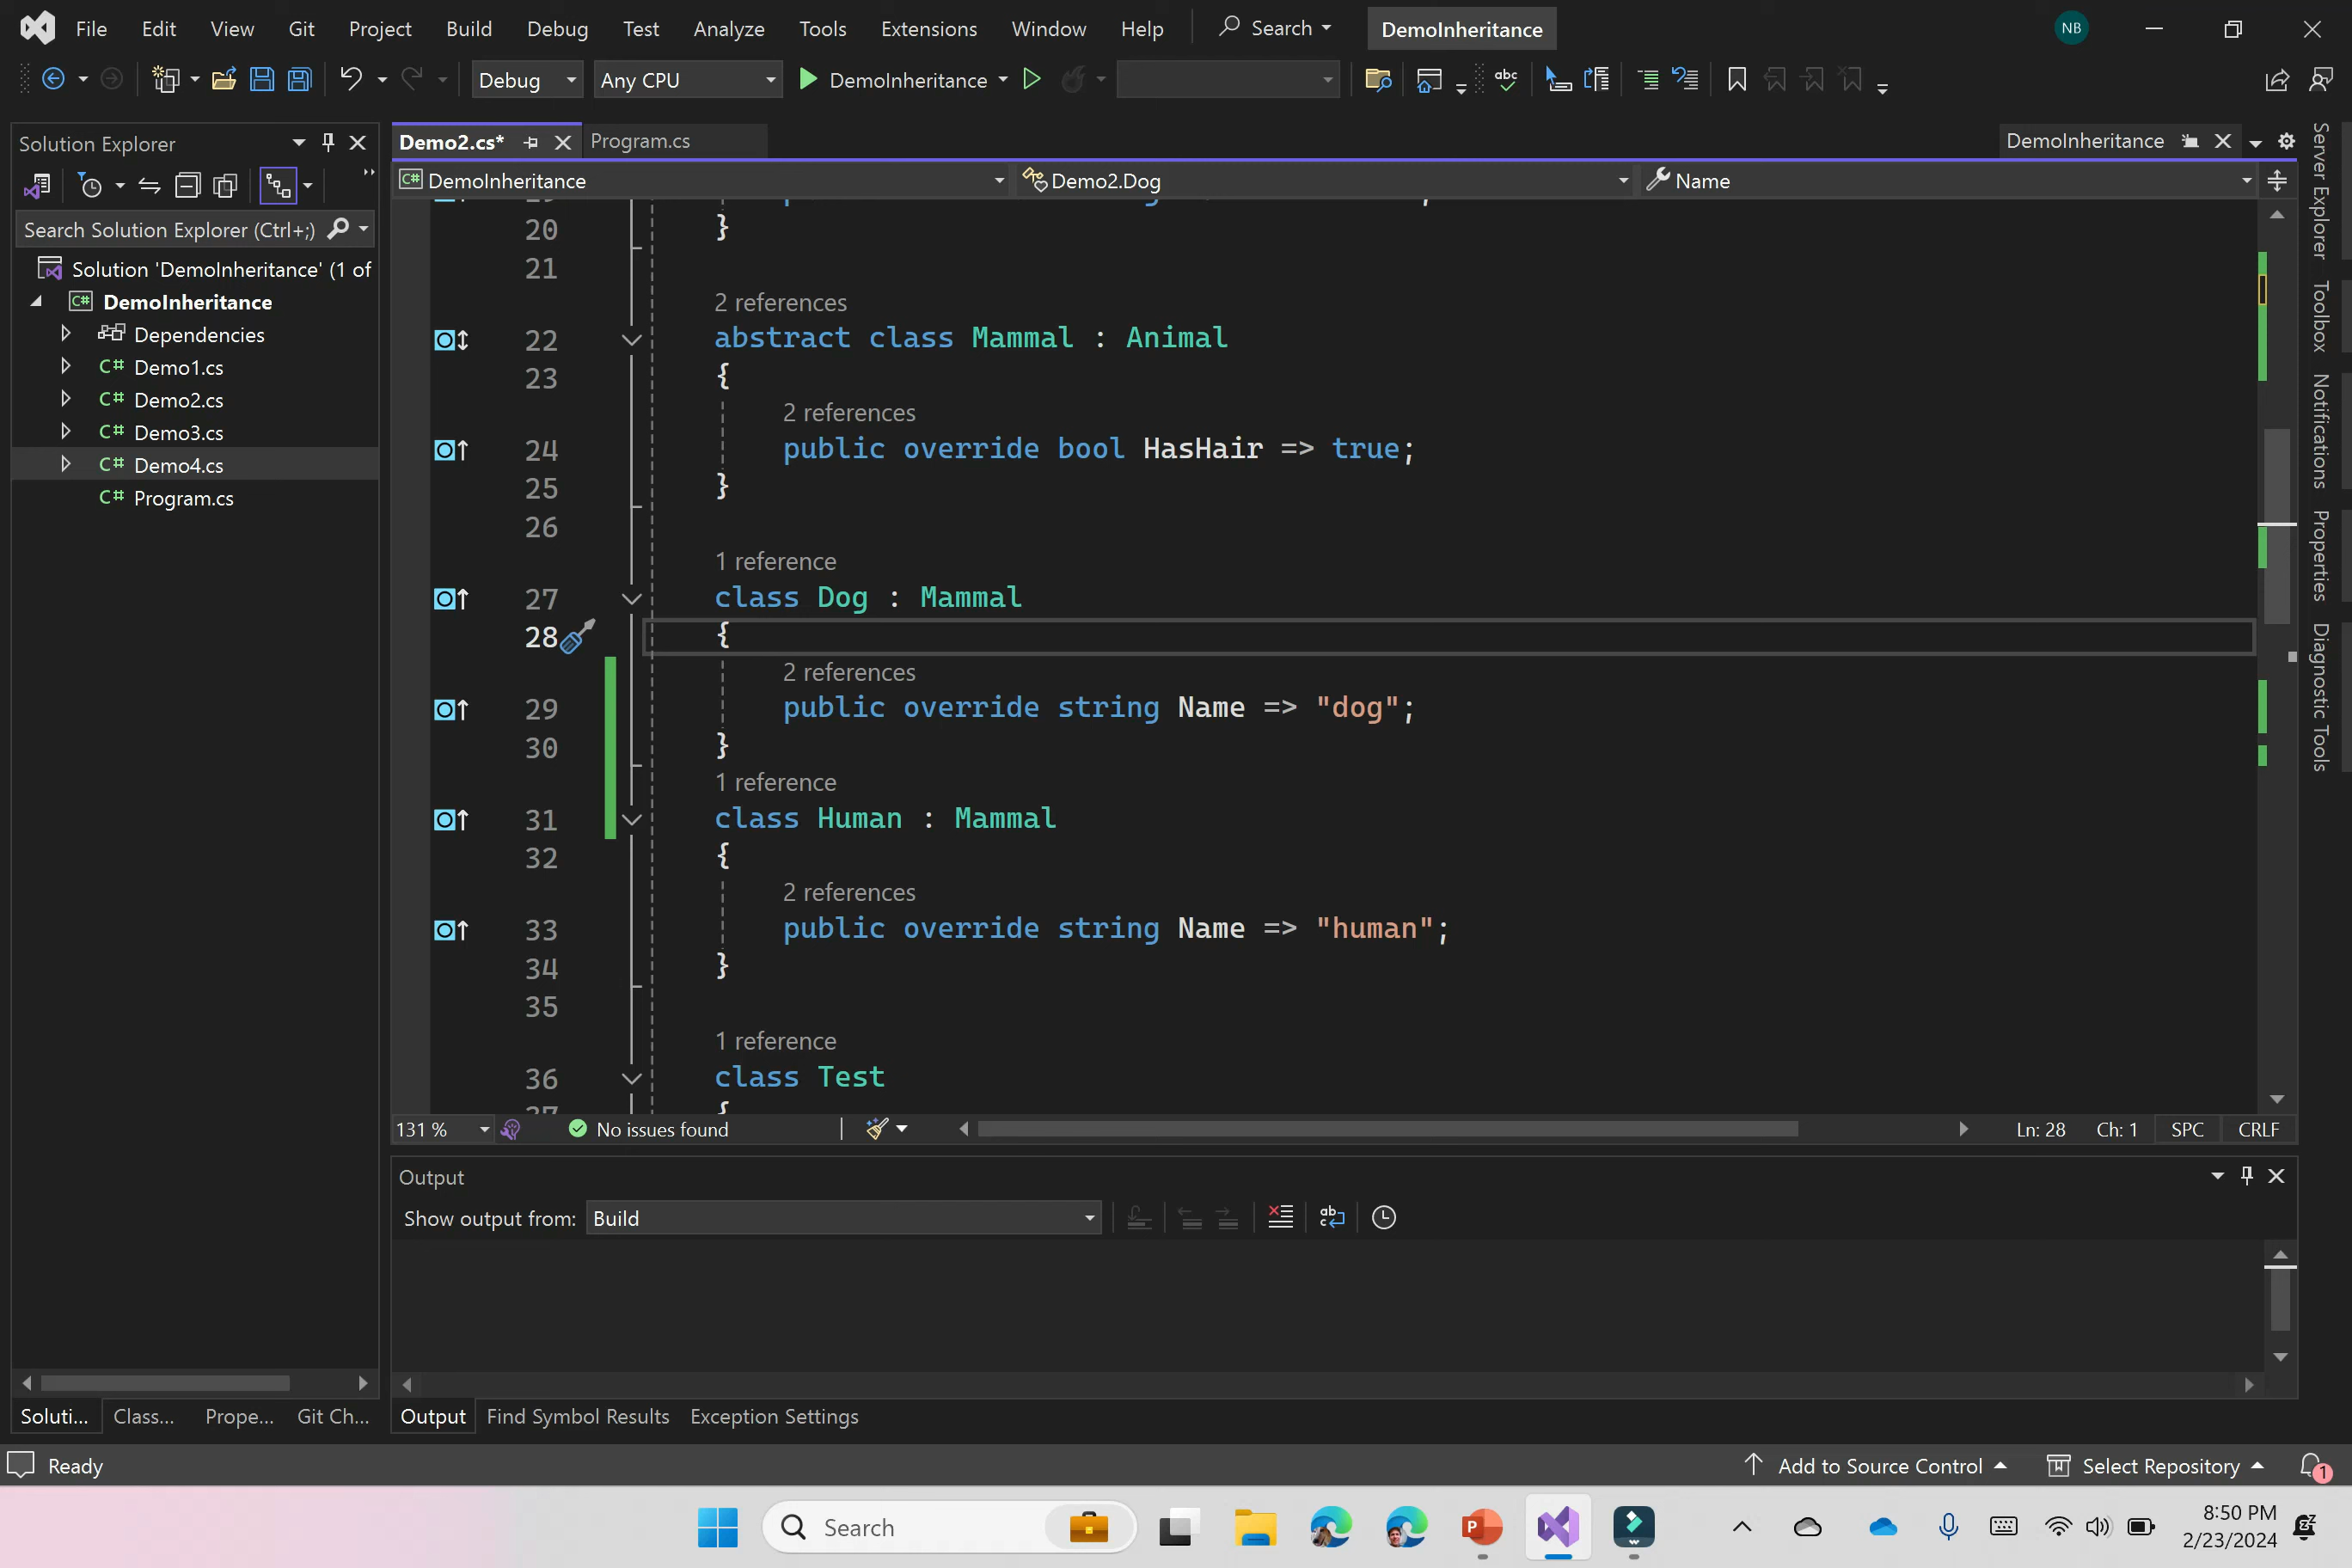 File Edit View Git Project Build Debug Test Analyze Tools Extensions Window Help Search DemoInheritance NB
Debug Any CPU DemoInheritance
Solution Explorer
Search Solution Explorer (Ctrl+;)
Solution 'DemoInheritance' (1 of
C# DemoInheritance
Dependencies
C# Demo1.cs
C# Demo2.cs
C# Demo3.cs
C# Demo4.cs
C# Program.cs
Soluti... Class... Prope... Git Ch...
Demo2.cs* Program.cs DemoInheritance
C# DemoInheritance Demo2.Dog Name
20 }
21
2 references
22 abstract class Mammal : Animal
23 {
2 references
24 public override bool HasHair => true;
25 }
26
1 reference
27 class Dog : Mammal
28 {
2 references
29 public override string Name => "dog";
30 }
1 reference
31 class Human : Mammal
32 {
2 references
33 public override string Name => "human";
34 }
35
1 reference
36 class Test
37 {
131 % No issues found Ln: 28 Ch: 1 SPC CRLF
Output
Show output from: Build
Output Find Symbol Results Exception Settings
Server Explorer
Toolbox
Notifications
Properties
Diagnostic Tools
Ready Add to Source Control Select Repository 1
Search
8:50 PM
2/23/2024